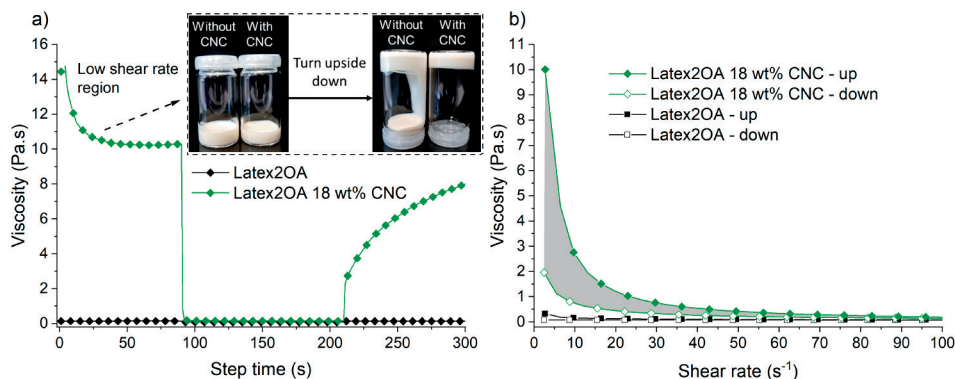 a)
Viscosity (Pa.s)
16
14
12
10
8
6
4
2
0
0 50 100 150 200 250 300
Step time (s)
Low shear rate
region
Without
CNC
With
CNC
Turn upside
down
Without
CNC
With
CNC
Latex2OA
Latex2OA 18 wt% CNC
b)
Viscosity (Pa.s)
11
10
9
8
7
6
5
4
3
2
1
0
0 10 20 30 40 50 60 70 80 90 100
Shear rate (s⁻¹)
Latex2OA 18 wt% CNC - up
Latex2OA 18 wt% CNC - down
Latex2OA - up
Latex2OA - down